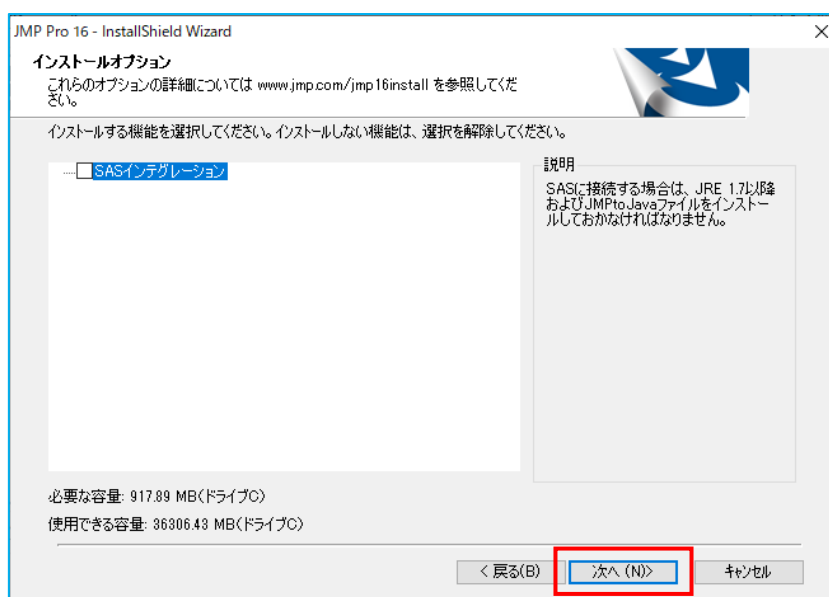 JMP Pro 16 - InstallShield Wizard
インストールオプション
これらのオプションの詳細については www.jmp.com/jmp16install を参照してくだ
さい。
インストールする機能を選択してください。インストールしない機能は、選択を解除してください。
SASインテグレーション
説明
SASに接続する場合は、JRE 1.7以降
およびJMPtoJavaファイルをインストー
ルしておかなければなりません。
必要な容量: 917.89 MB(ドライブC)
使用できる容量: 36306.43 MB(ドライブC)
< 戻る(B)
次へ (N)>
キャンセル